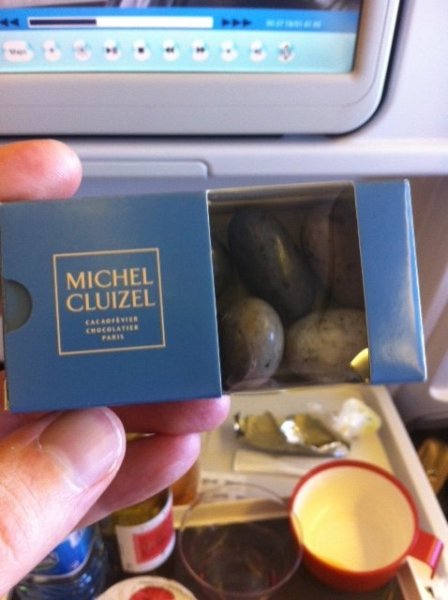 MICHEL
CLUIZEL
CACAOFÉVIER
CHOCOLATIER
PARIS